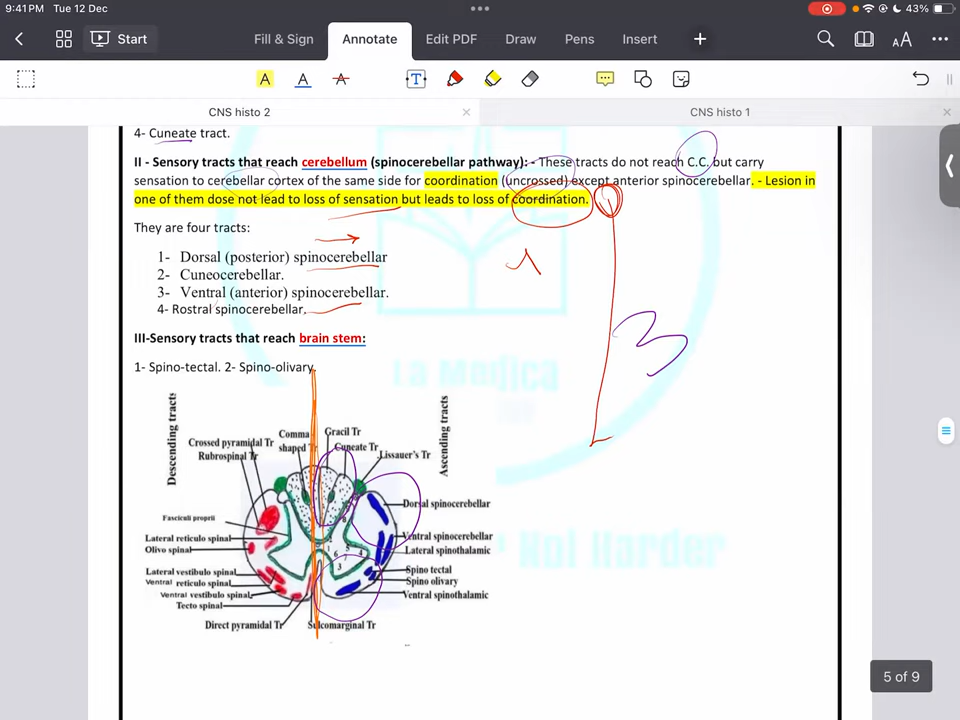 9:41 PM Tue 12 Dec
43%
Start
Fill & Sign
Annotate
Edit PDF
Draw
Pens
Insert
CNS histo 2
CNS histo 1
4- Cuneate tract.
II - Sensory tracts that reach cerebellum (spinocerebellar pathway): - These tracts do not reach C.C. but carry
sensation to cerebellar cortex of the same side for coordination (uncrossed) except anterior spinocerebellar. - Lesion in
one of them dose not lead to loss of sensation but leads to loss of coordination.
They are four tracts:
1- Dorsal (posterior) spinocerebellar
2- Cuneocerebellar.
3- Ventral (anterior) spinocerebellar.
4- Rostral spinocerebellar.
3
III-Sensory tracts that reach brain stem:
1- Spino-tectal. 2- Spino-olivary.
La Modica
Descending tracts
Ascending tracts
Comma shaped Tr
Gracil Tr
Cuneate Tr
Crossed pyramidal Tr
Rubrospinal Tr
Lissauer's Tr
Dorsal spinocerebellar
Fasciculi proprii
Ventral spinocerebellar
Lateral reticulo spinal
Lateral spinothalamic
Olivo spinal
Lateral vestibulo spinal
Spino tectal
Ventral reticulo spinal
Spino olivary
Ventral vestibulo spinal
Ventral spinothalamic
Tecto spinal
Direct pyramidal Tr
Sulcomarginal Tr
Harder
5 of 9